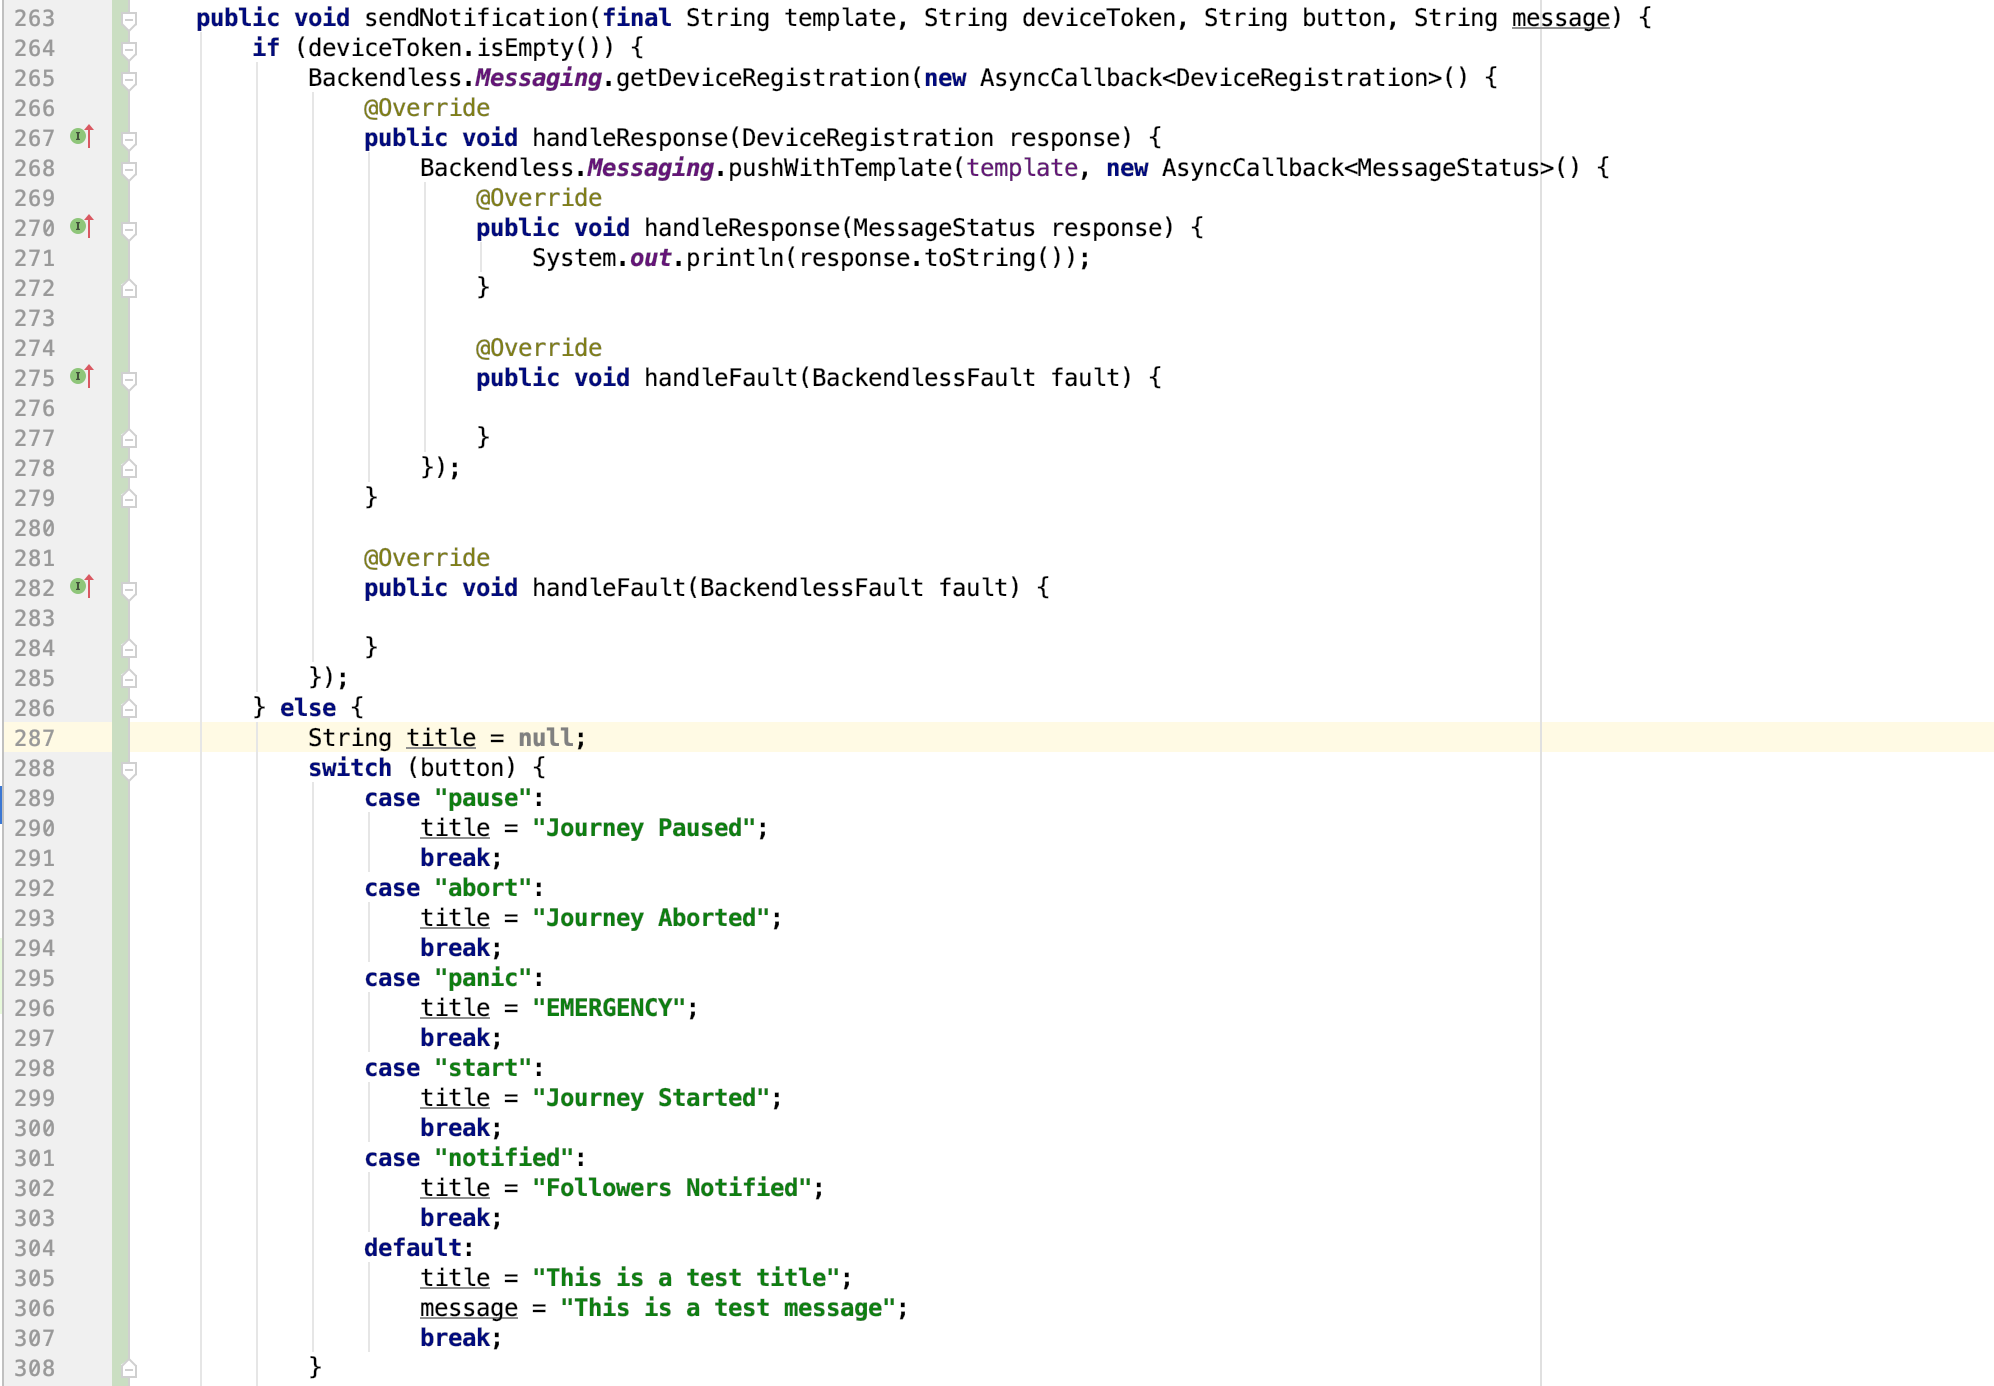 263 public void sendNotification(final String template, String deviceToken, String button, String message) {
264 if (deviceToken.isEmpty()) {
265 Backendless.Messaging.getDeviceRegistration(new AsyncCallback<DeviceRegistration>() {
266 @Override
267 public void handleResponse(DeviceRegistration response) {
268 Backendless.Messaging.pushWithTemplate(template, new AsyncCallback<MessageStatus>() {
269 @Override
270 public void handleResponse(MessageStatus response) {
271 System.out.println(response.toString());
272 }
273
274 @Override
275 public void handleFault(BackendlessFault fault) {
276
277 }
278 });
279 }
280
281 @Override
282 public void handleFault(BackendlessFault fault) {
283
284 }
285 });
286 } else {
287 String title = null;
288 switch (button) {
289 case "pause":
290 title = "Journey Paused";
291 break;
292 case "abort":
293 title = "Journey Aborted";
294 break;
295 case "panic":
296 title = "EMERGENCY";
297 break;
298 case "start":
299 title = "Journey Started";
300 break;
301 case "notified":
302 title = "Followers Notified";
303 break;
304 default:
305 title = "This is a test title";
306 message = "This is a test message";
307 break;
308 }